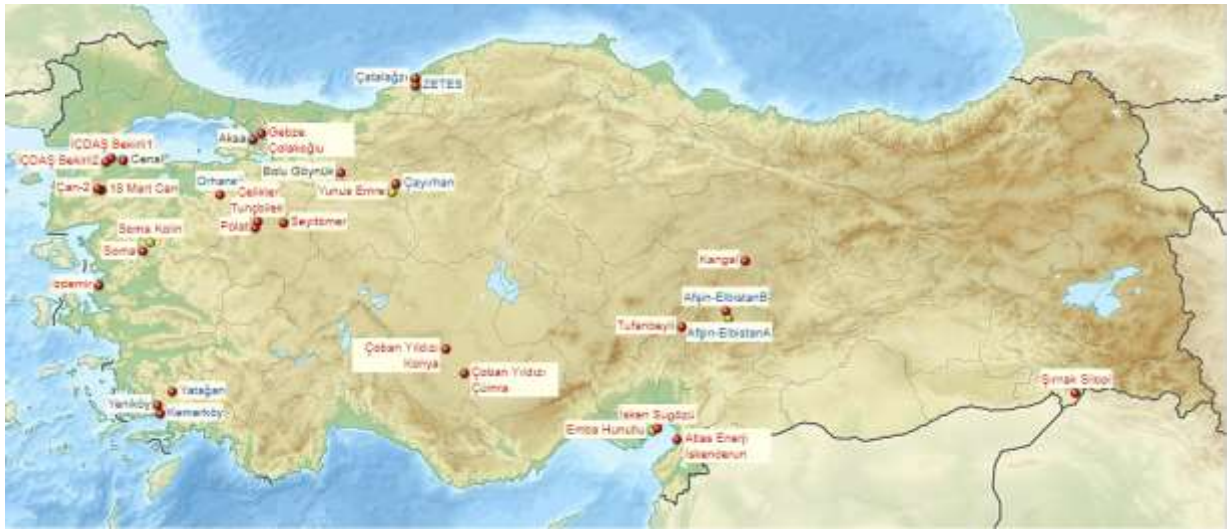 Çatalağzı
ZETES
Aksa
Gebze
Çolakoğlu
İÇDAŞ Bekirli1
İÇDAŞ Bekirli2
Cenal
Bolu Göynük
Çan-2
18 Mart Çan
Orhaneli
Yunus Emre
Çayırhan
Çelikler
Tunçbilek
Polat
Seyitömer
Soma Kolin
Soma
İzdemir
Kangal
Afşin-ElbistanB
Tufanbeyli
Afşin-ElbistanA
Çoban Yıldızı
Konya
Çoban Yıldızı
Çumra
Şırnak Silopi
Yatağan
Yeniköy
Kemerköy
İsken Sugözü
Emba Hunutlu
Atlas Enerji
İskenderun